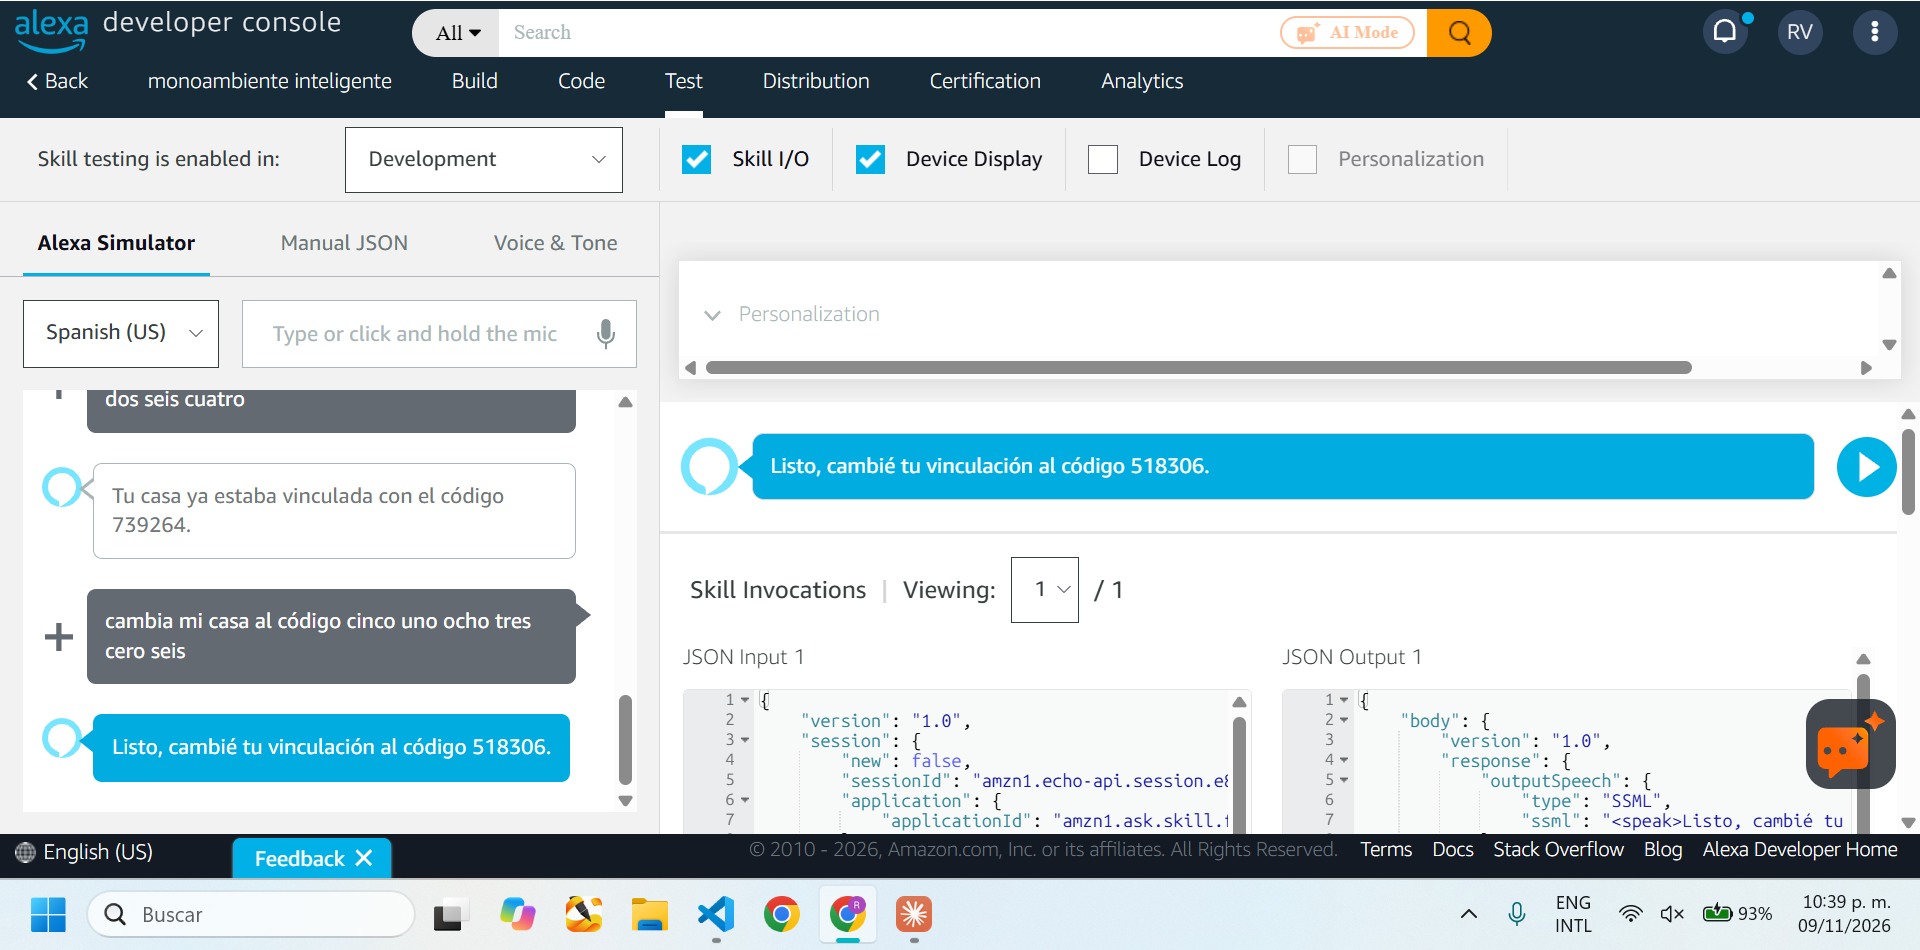 alexa developer console
All
Search
AI Mode
RV
Back
monoambiente inteligente
Build
Code
Test
Distribution
Certification
Analytics
Skill testing is enabled in:
Development
Skill I/O
Device Display
Device Log
Personalization
Alexa Simulator
Manual JSON
Voice & Tone
Spanish (US)
Type or click and hold the mic
dos seis cuatro
Tu casa ya estaba vinculada con el código
739264.
cambia mi casa al código cinco uno ocho tres
cero seis
Listo, cambié tu vinculación al código 518306.
Personalization
Listo, cambié tu vinculación al código 518306.
Skill Invocations | Viewing: 1 / 1
JSON Input 1
1 {
2 "version": "1.0",
3 "session": {
4 "new": false,
5 "sessionId": "amzn1.echo-api.session.e8
6 "application": {
7 "applicationId": "amzn1.ask.skill.
JSON Output 1
1 {
2 "body": {
3 "version": "1.0",
4 "response": {
5 "outputSpeech": {
6 "type": "SSML",
7 "ssml": "<speak>Listo, cambié tu
English (US)
Feedback
© 2010 - 2026, Amazon.com, Inc. or its affiliates. All Rights Reserved.
Terms
Docs
Stack Overflow
Blog
Alexa Developer Home
Buscar
R
ENG
INTL
93%
10:39 p. m.
09/11/2026